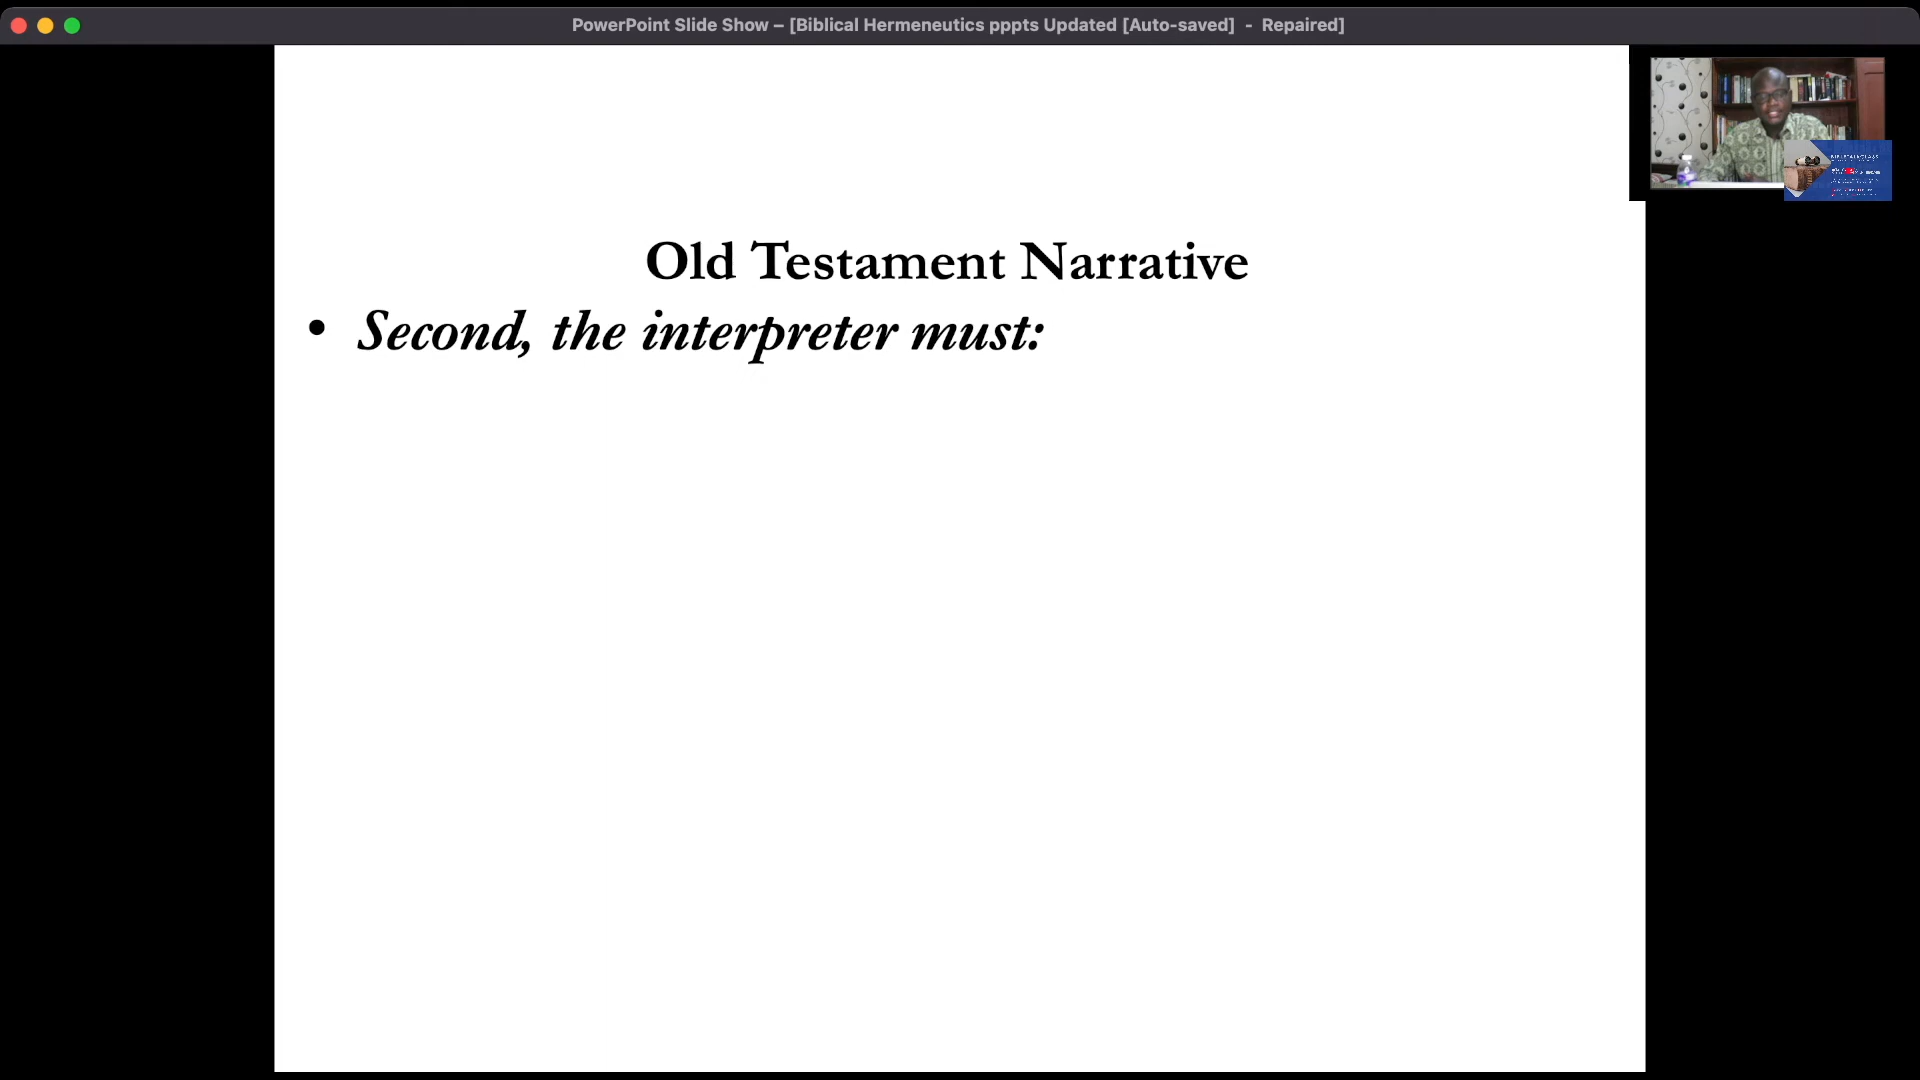 PowerPoint Slide Show – [Biblical Hermeneutics pppts Updated [Auto-saved]  -  Repaired]
Old Testament Narrative
• Second, the interpreter must: